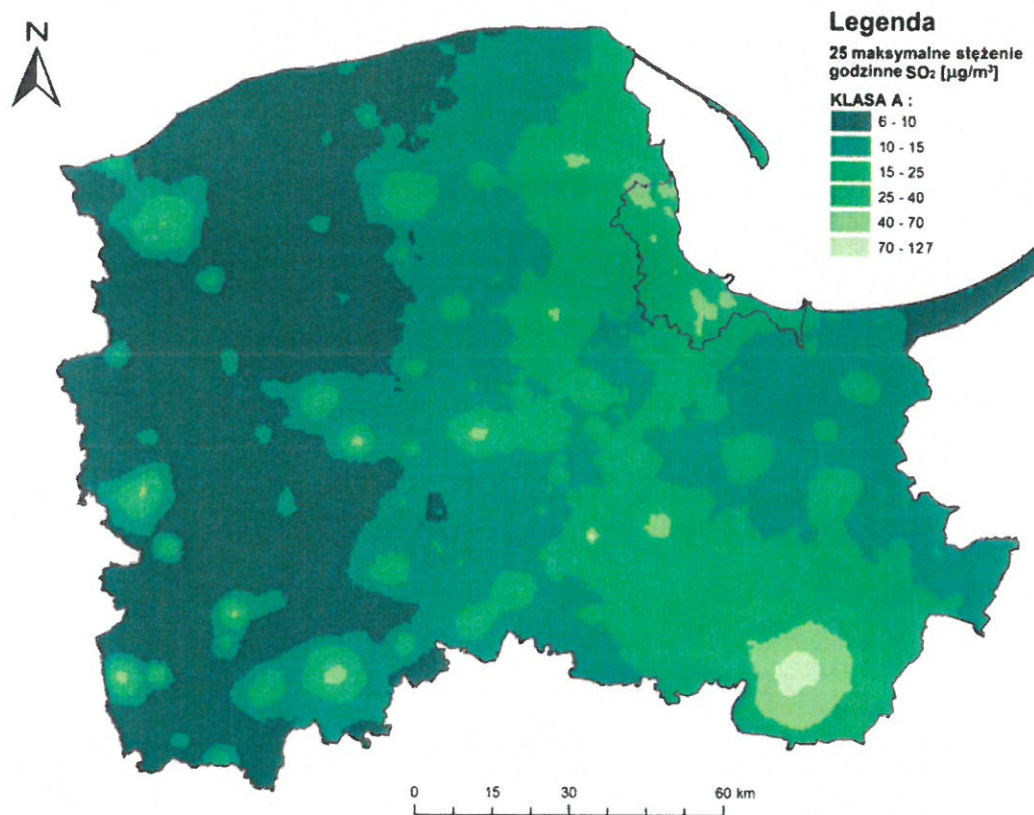 N
Legenda
25 maksymalne stężenie
godzinne SO₂ [µg/m³]
KLASA A :
6 - 10
10 - 15
15 - 25
25 - 40
40 - 70
70 - 127
0 15 30 60 km